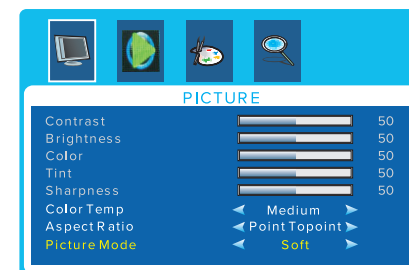 PICTURE
Contrast 50
Brightness 50
Color 50
Tint 50
Sharpness 50
Color Temp Medium
Aspect Ratio Point Topoint
Picture Mode Soft